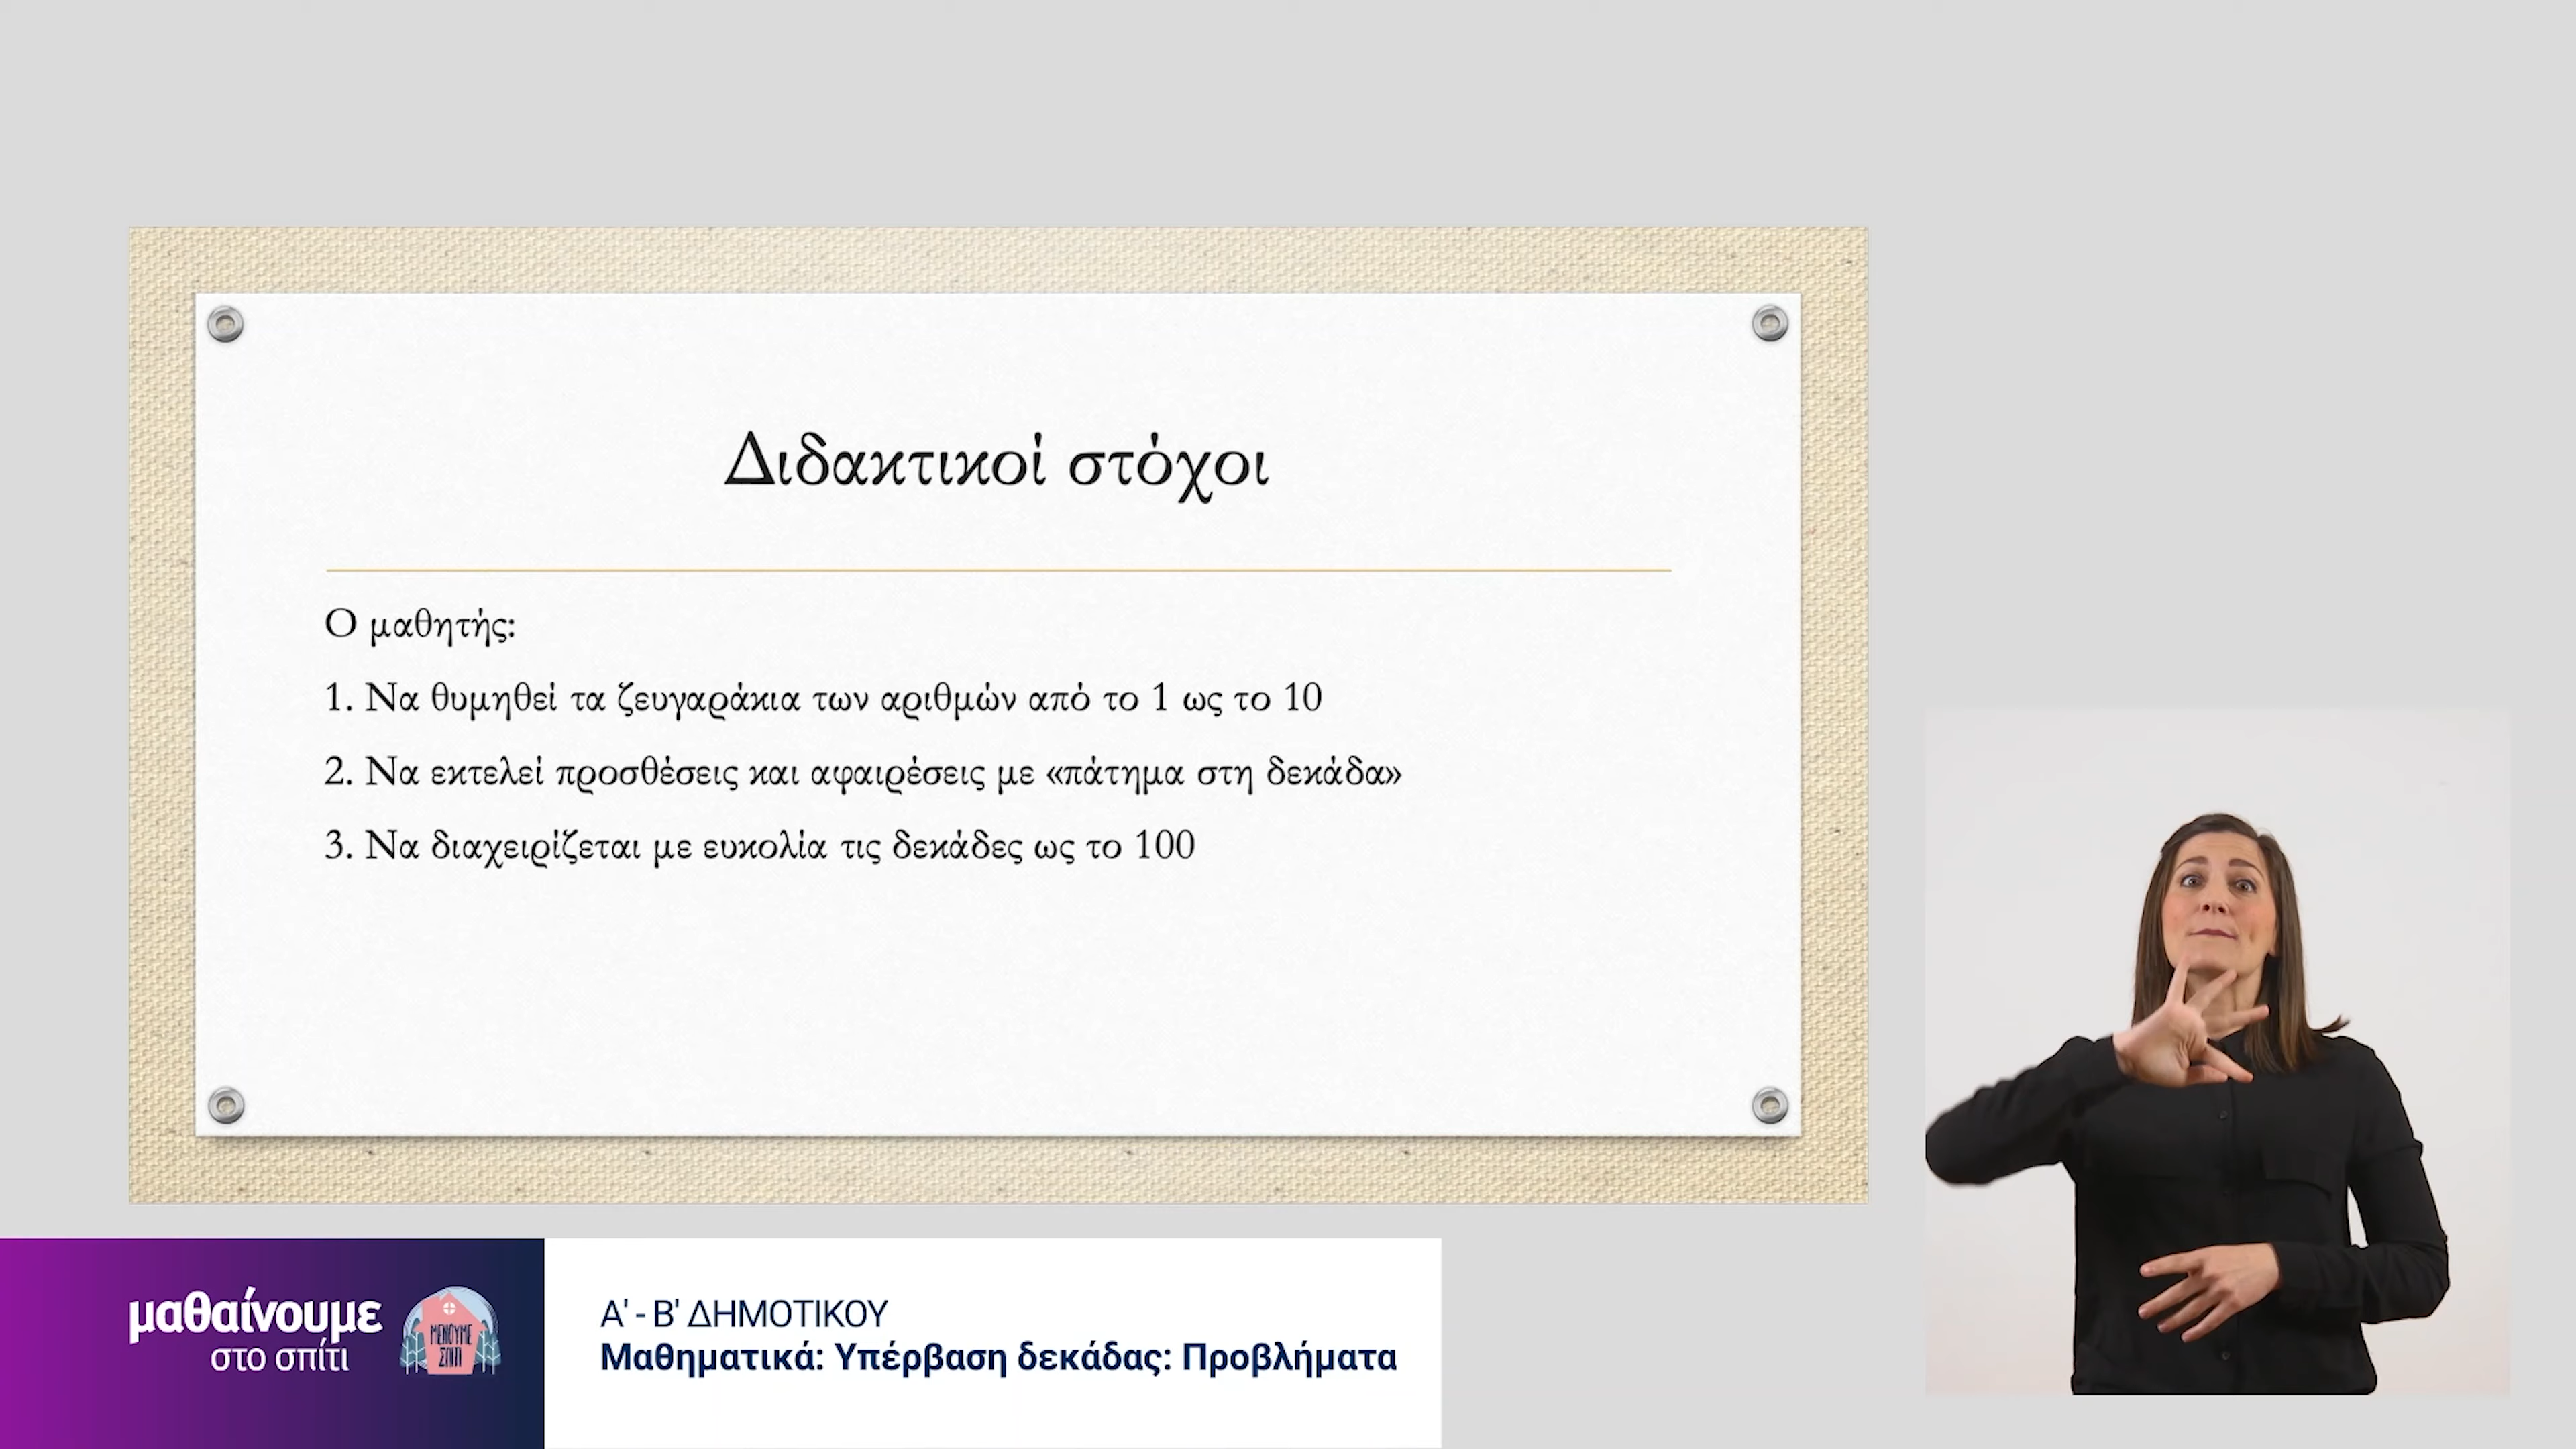 Διδακτικοί στόχοι
Ο μαθητής:
1. Να θυμηθεί τα ζευγαράκια των αριθμών από το 1 ως το 10
2. Να εκτελεί προσθέσεις και αφαιρέσεις με «πάτημα στη δεκάδα»
3. Να διαχειρίζεται με ευκολία τις δεκάδες ως το 100
μαθαίνουμε
στο σπίτι
ΜΕΝΟΥΜΕ
ΣΠΙΤΙ
Α' - Β' ΔΗΜΟΤΙΚΟΥ
Μαθηματικά: Υπέρβαση δεκάδας: Προβλήματα